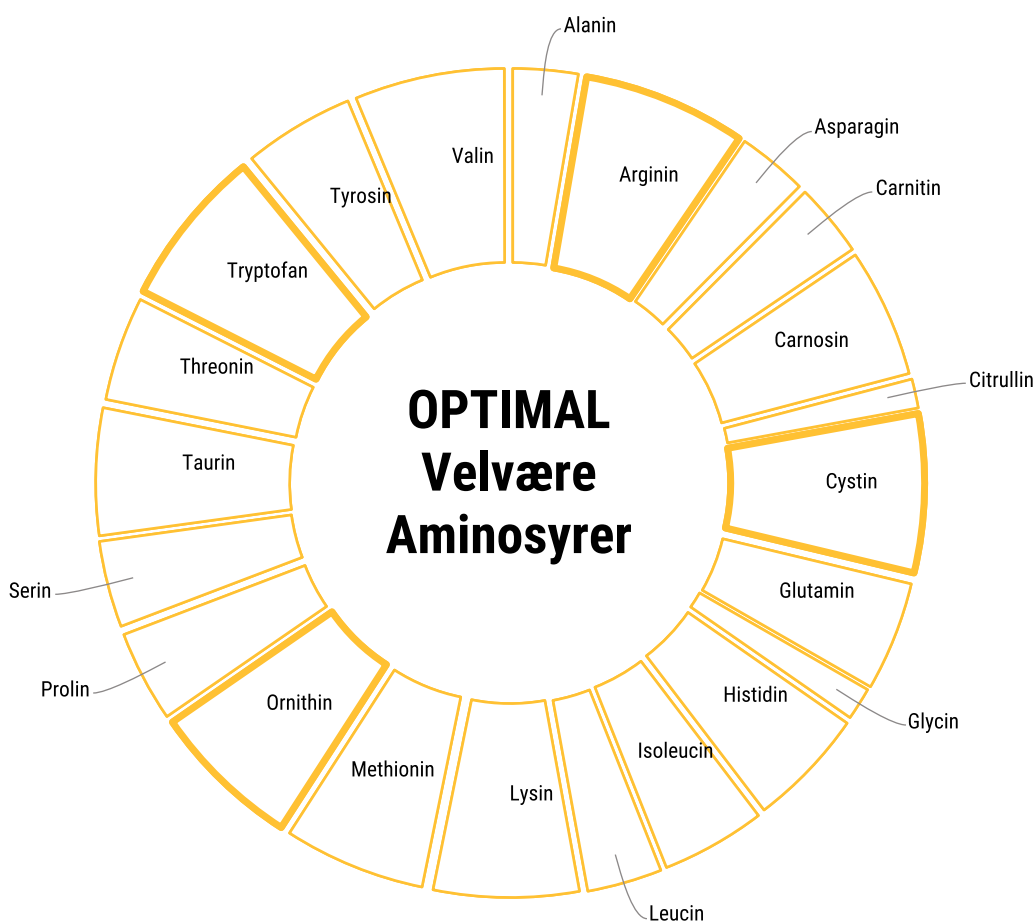 OPTIMAL
Velvære
Aminosyrer
Alanin
Arginin
Asparagin
Carnitin
Carnosin
Citrullin
Cystin
Glutamin
Glycin
Histidin
Isoleucin
Leucin
Lysin
Methionin
Ornithin
Prolin
Serin
Taurin
Threonin
Tryptofan
Tyrosin
Valin